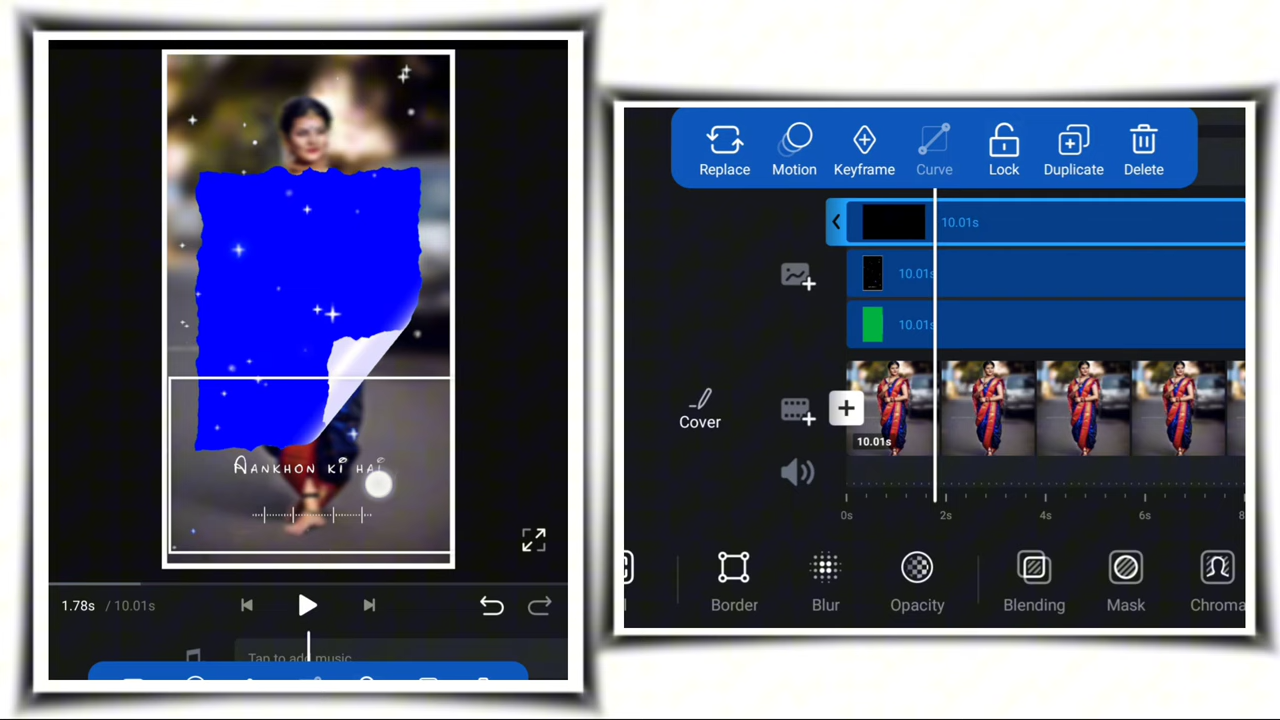 Aankhon ki hai
1.78s / 10.01s
Tap to add music
Replace Motion Keyframe Curve Lock Duplicate Delete
10.01s
10.01s
10.01s
Cover
10.01s
0s 2s 4s 6s 8
Border Blur Opacity Blending Mask Chroma